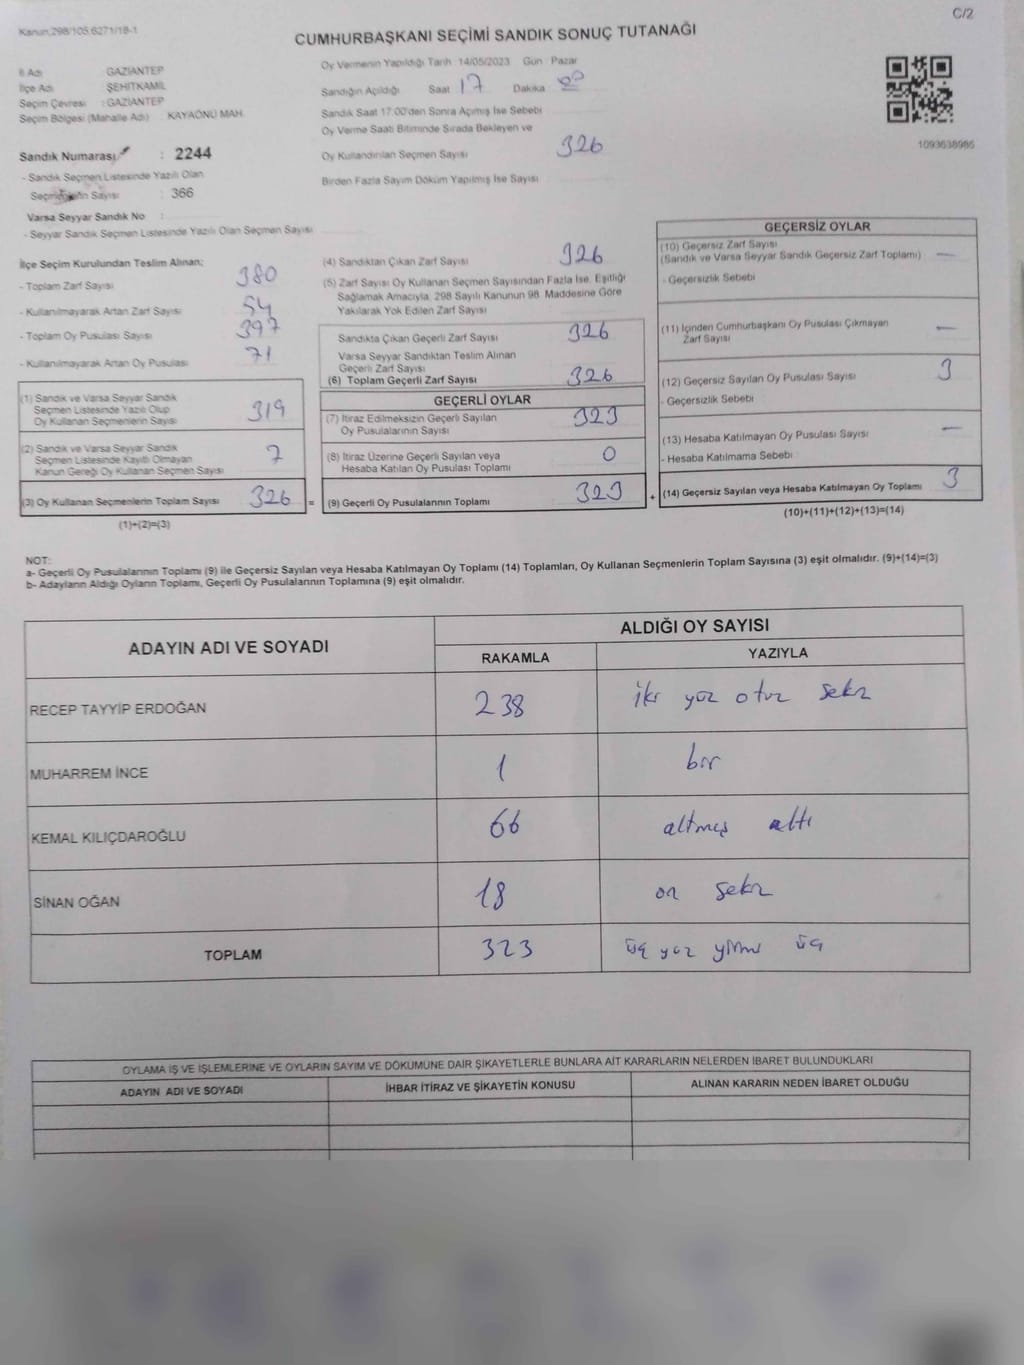 C/2
Kanun,298/105,6271/18-1
CUMHURBAŞKANI SEÇİMİ SANDIK SONUÇ TUTANAĞI
İl Adı : GAZİANTEP
İlçe Adı : ŞEHİTKAMİL
Seçim Çevresi : GAZİANTEP
Seçim Bölgesi (Mahalle Adı) : KAYAÖNÜ MAH.
Sandık Numarası : 2244
- Sandık Seçmen Listesinde Yazılı Olan
Seçmenlerin Sayısı : 366
Varsa Seyyar Sandık No :
- Seyyar Sandık Seçmen Listesinde Yazılı Olan Seçmen Sayısı
Oy Vermenin Yapıldığı Tarih 14/05/2023 Gün Pazar
Sandığın Açıldığı Saat 17 Dakika 00
Sandık Saat 17.00'den Sonra Açılmış İse Sebebi
Oy Verme Saati Bitiminde Sırada Bekleyen ve
Oy Kullandırılan Seçmen Sayısı 326
Birden Fazla Sayım Döküm Yapılmış İse Sayısı
1093638986
İlçe Seçim Kurulundan Teslim Alınan;
- Toplam Zarf Sayısı 380
- Kullanılmayarak Artan Zarf Sayısı 54
- Toplam Oy Pusulası Sayısı 397
- Kullanılmayarak Artan Oy Pusulası 71
(1) Sandık ve Varsa Seyyar Sandık
Seçmen Listesinde Yazılı Olup
Oy Kullanan Seçmenlerin Sayısı 319
(2) Sandık ve Varsa Seyyar Sandık
Seçmen Listesinde Kayıtlı Olmayan
Kanun Gereği Oy Kullanan Seçmen Sayısı 7
(3) Oy Kullanan Seçmenlerin Toplam Sayısı 326 =
(1)+(2)=(3)
(4) Sandıktan Çıkan Zarf Sayısı 326
(5) Zarf Sayısı Oy Kullanan Seçmen Sayısından Fazla İse, Eşitliği
Sağlamak Amacıyla; 298 Sayılı Kanunun 98. Maddesine Göre
Yakılarak Yok Edilen Zarf Sayısı
Sandıkta Çıkan Geçerli Zarf Sayısı 326
Varsa Seyyar Sandıktan Teslim Alınan
Geçerli Zarf Sayısı
(6) Toplam Geçerli Zarf Sayısı 326
GEÇERLİ OYLAR
(7) İtiraz Edilmeksizin Geçerli Sayılan
Oy Pusulalarının Sayısı 323
(8) İtiraz Üzerine Geçerli Sayılan veya
Hesaba Katılan Oy Pusulası Toplamı 0
(9) Geçerli Oy Pusulalarının Toplamı 323 +
GEÇERSİZ OYLAR
(10) Geçersiz Zarf Sayısı
(Sandık ve Varsa Seyyar Sandık Geçersiz Zarf Toplamı) —
- Geçersizlik Sebebi
(11) İçinden Cumhurbaşkanı Oy Pusulası Çıkmayan
Zarf Sayısı —
(12) Geçersiz Sayılan Oy Pusulası Sayısı 3
- Geçersizlik Sebebi
(13) Hesaba Katılmayan Oy Pusulası Sayısı —
- Hesaba Katılmama Sebebi
(14) Geçersiz Sayılan veya Hesaba Katılmayan Oy Toplamı 3
(10)+(11)+(12)+(13)=(14)
NOT:
a- Geçerli Oy Pusulalarının Toplamı (9) ile Geçersiz Sayılan veya Hesaba Katılmayan Oy Toplamı (14) Toplamları, Oy Kullanan Seçmenlerin Toplam Sayısına (3) eşit olmalıdır. (9)+(14)=(3)
b- Adayların Aldığı Oyların Toplamı, Geçerli Oy Pusulalarının Toplamına (9) eşit olmalıdır.
ADAYIN ADI VE SOYADI
ALDIĞI OY SAYISI
RAKAMLA YAZIYLA
RECEP TAYYİP ERDOĞAN 238 iki yüz otuz sekiz
MUHARREM İNCE 1 bir
KEMAL KILIÇDAROĞLU 66 altmış altı
SİNAN OĞAN 18 on sekiz
TOPLAM 323 üç yüz yirmi üç
OYLAMA İŞ VE İŞLEMLERİNE VE OYLARIN SAYIM VE DÖKÜMÜNE DAİR ŞİKAYETLERLE BUNLARA AİT KARARLARIN NELERDEN İBARET BULUNDUKLARI
ADAYIN ADI VE SOYADI İHBAR İTİRAZ VE ŞİKAYETİN KONUSU ALINAN KARARIN NEDEN İBARET OLDUĞU